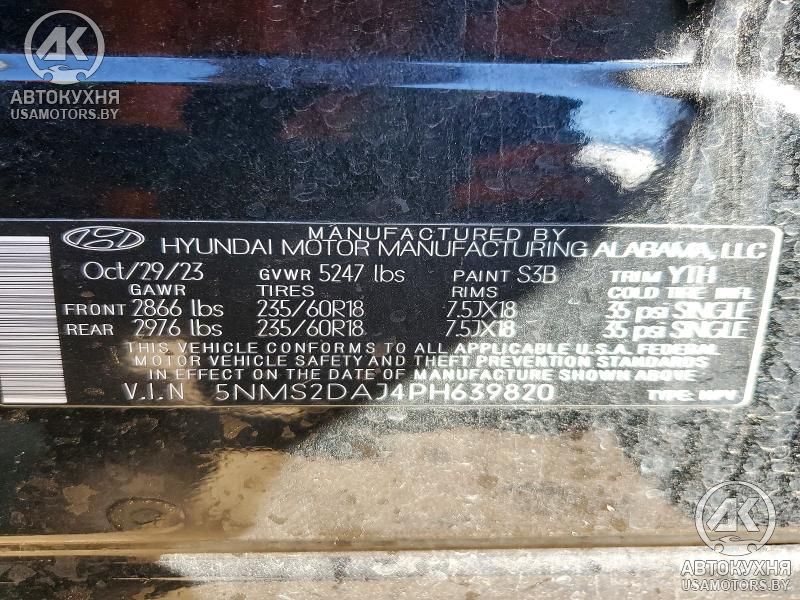 AK
АВТОКУХНЯ
USAMOTORS.BY
MANUFACTURED BY
HYUNDAI MOTOR MANUFACTURING ALABAMA, LLC
Oct/29/23 GVWR 5247 lbs PAINT S3B TRIM YTH
GAWR TIRES RIMS COLD TIRE INFL
FRONT 2866 lbs 235/60R18 7.5JX18 35 psi SINGLE
REAR 2976 lbs 235/60R18 7.5JX18 35 psi SINGLE
THIS VEHICLE CONFORMS TO ALL APPLICABLE U.S.A. FEDERAL
MOTOR VEHICLE SAFETY AND THEFT PREVENTION STANDARDS
IN EFFECT ON THE DATE OF MANUFACTURE SHOWN ABOVE.
V.I.N 5NMS2DAJ4PH639820 TYPE: MPV
AK
АВТОКУХНЯ
USAMOTORS.BY